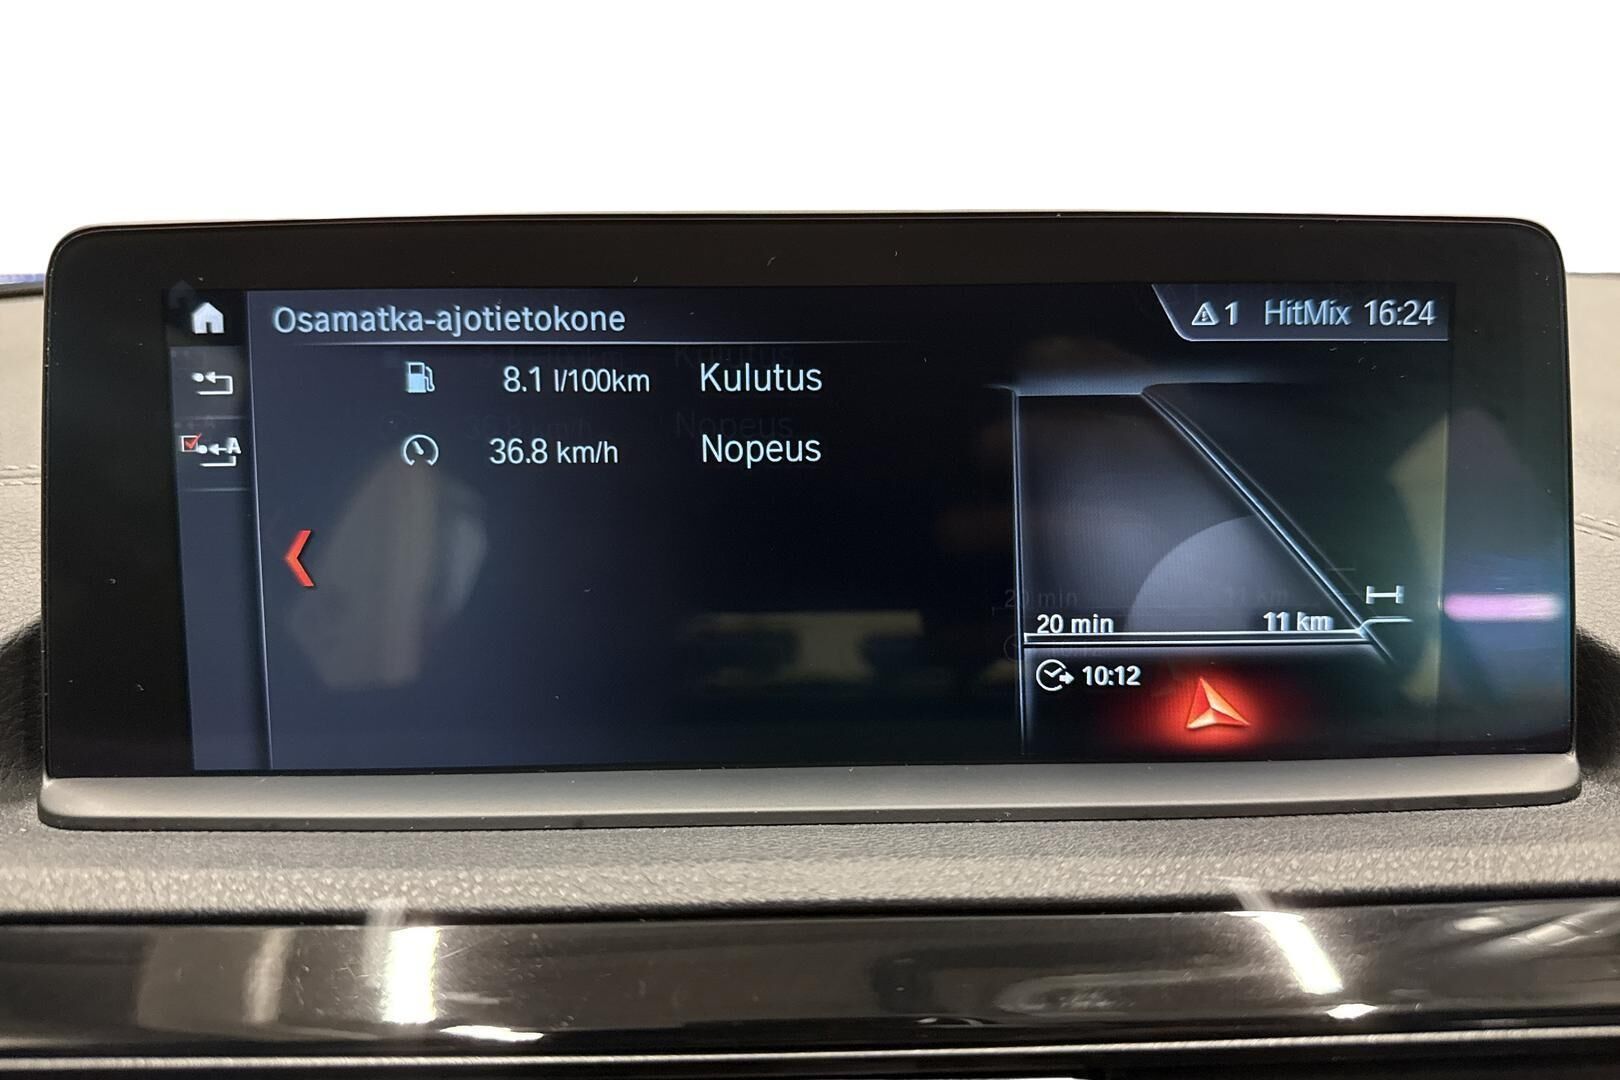 Osamatka-ajotietokone
1 HitMix 16:24
8.1 l/100km Kulutus
36.8 km/h Nopeus
A
20 min 11 km
10:12